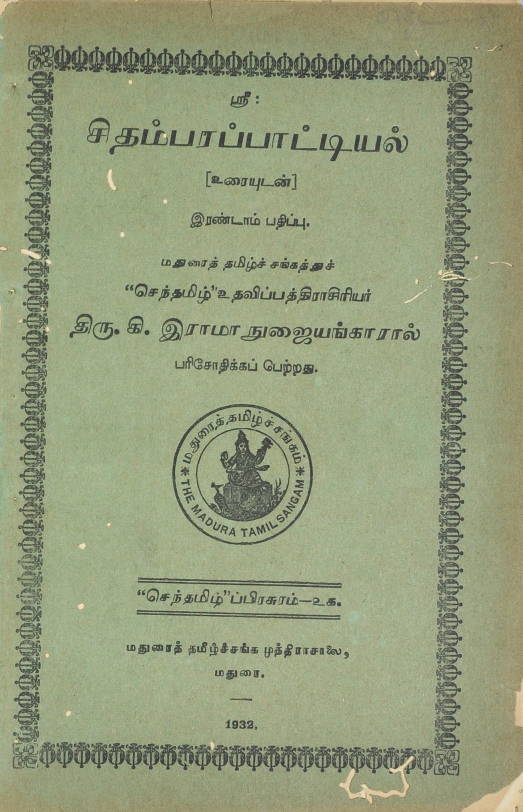 ஸ்ரீ :
சிதம்பரப்பாட்டியல்
[உரையுடன்]
இரண்டாம் பதிப்பு.
மதுரைத் தமிழ்ச் சங்கத்துச்
“செந்தமிழ்” உதவிப்பத்திராசிரியர்
திரு. கி. இராமாநுஜையங்காரால்
பரிசோதிக்கப் பெற்றது.
மதுரைத்தமிழ்ச்சங்கம்
* THE MADURA TAMIL SANGAM *
“செந்தமிழ்”ப்பிரசுரம்—உக.
மதுரைத் தமிழ்ச்சங்க முத்திராசாலை,
மதுரை.
1932.